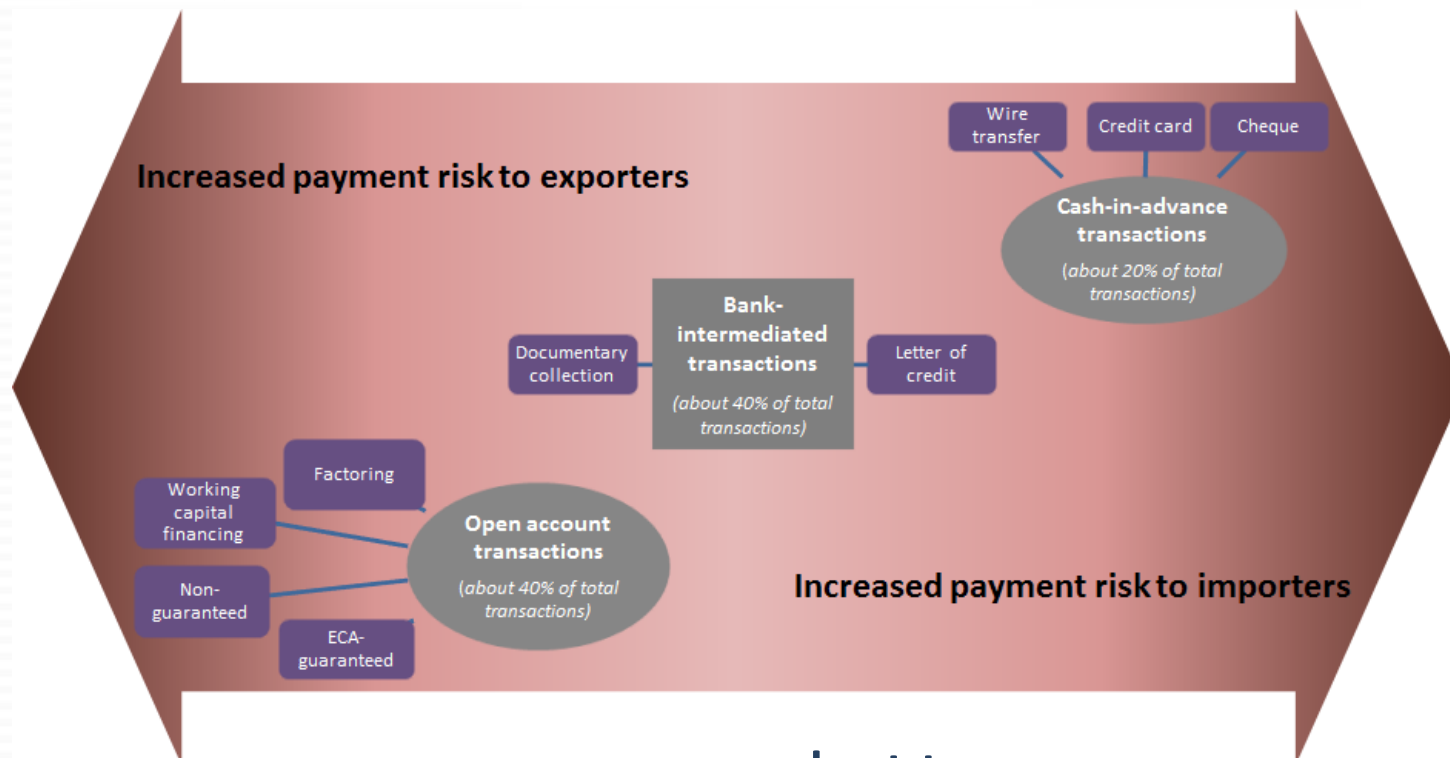 Wire
transfer
Credit card
Cheque
Increased payment risk to exporters
Cash-in-advance
transactions
(about 20% of total
transactions)
Bank-
intermediated
transactions
(about 40% of total
transactions)
Documentary
collection
Letter of
credit
Factoring
Working
capital
financing
Open account
transactions
(about 40% of total
transactions)
Non-
guaranteed
ECA-
guaranteed
Increased payment risk to importers